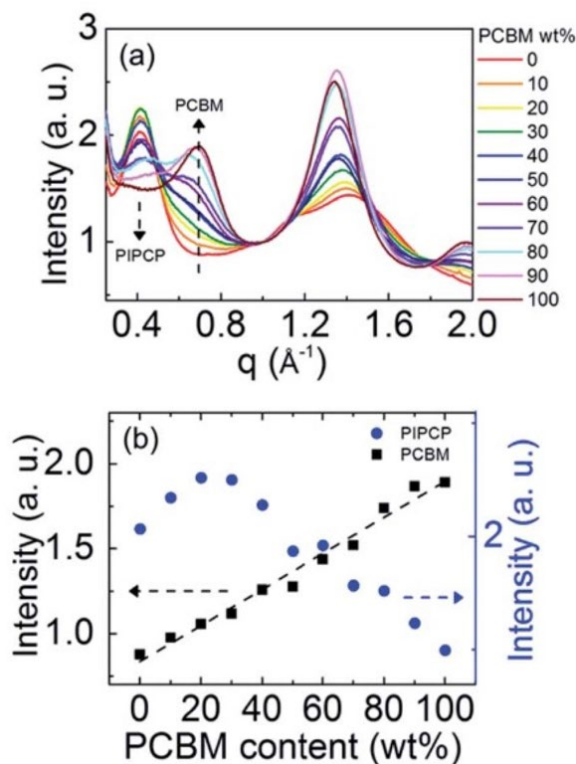 (a)
3
2
1
Intensity (a. u.)
PCBM
PIPCP
0.4 0.8 1.2 1.6 2.0
q (Å⁻¹)
PCBM wt%
0
10
20
30
40
50
60
70
80
90
100
(b)
PIPCP
PCBM
2.0
1.5
1.0
Intensity (a. u.)
2
Intensity (a. u.)
0 20 40 60 80 100
PCBM content (wt%)